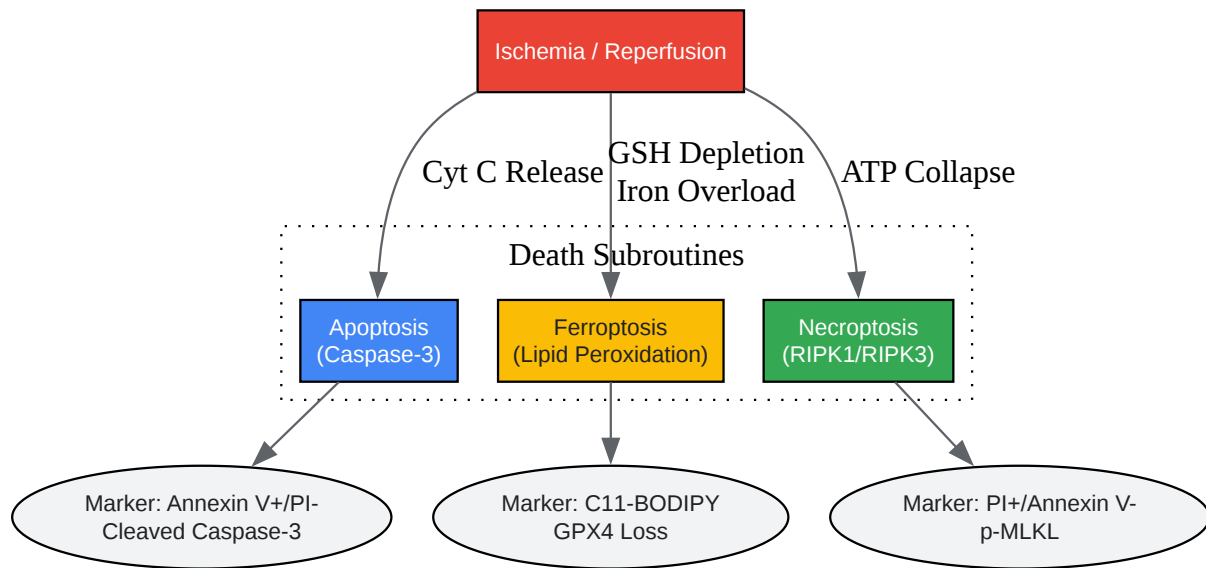 Ischemia / Reperfusion
Cyt C Release
GSH Depletion
Iron Overload
ATP Collapse
Death Subroutines
Apoptosis
(Caspase-3)
Ferroptosis
(Lipid Peroxidation)
Necroptosis
(RIPK1/RIPK3)
Marker: Annexin V+/PI-
Cleaved Caspase-3
Marker: C11-BODIPY
GPX4 Loss
Marker: PI+/Annexin V-
p-MLKL